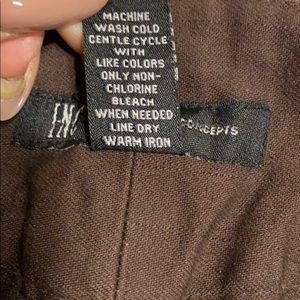 MACHINE
WASH COLD
GENTLE CYCLE
WITH
LIKE COLORS
ONLY NON-
CHLORINE
BLEACH
WHEN NEEDED
LINE DRY
WARM IRON
I·N·C
CONCEPTS